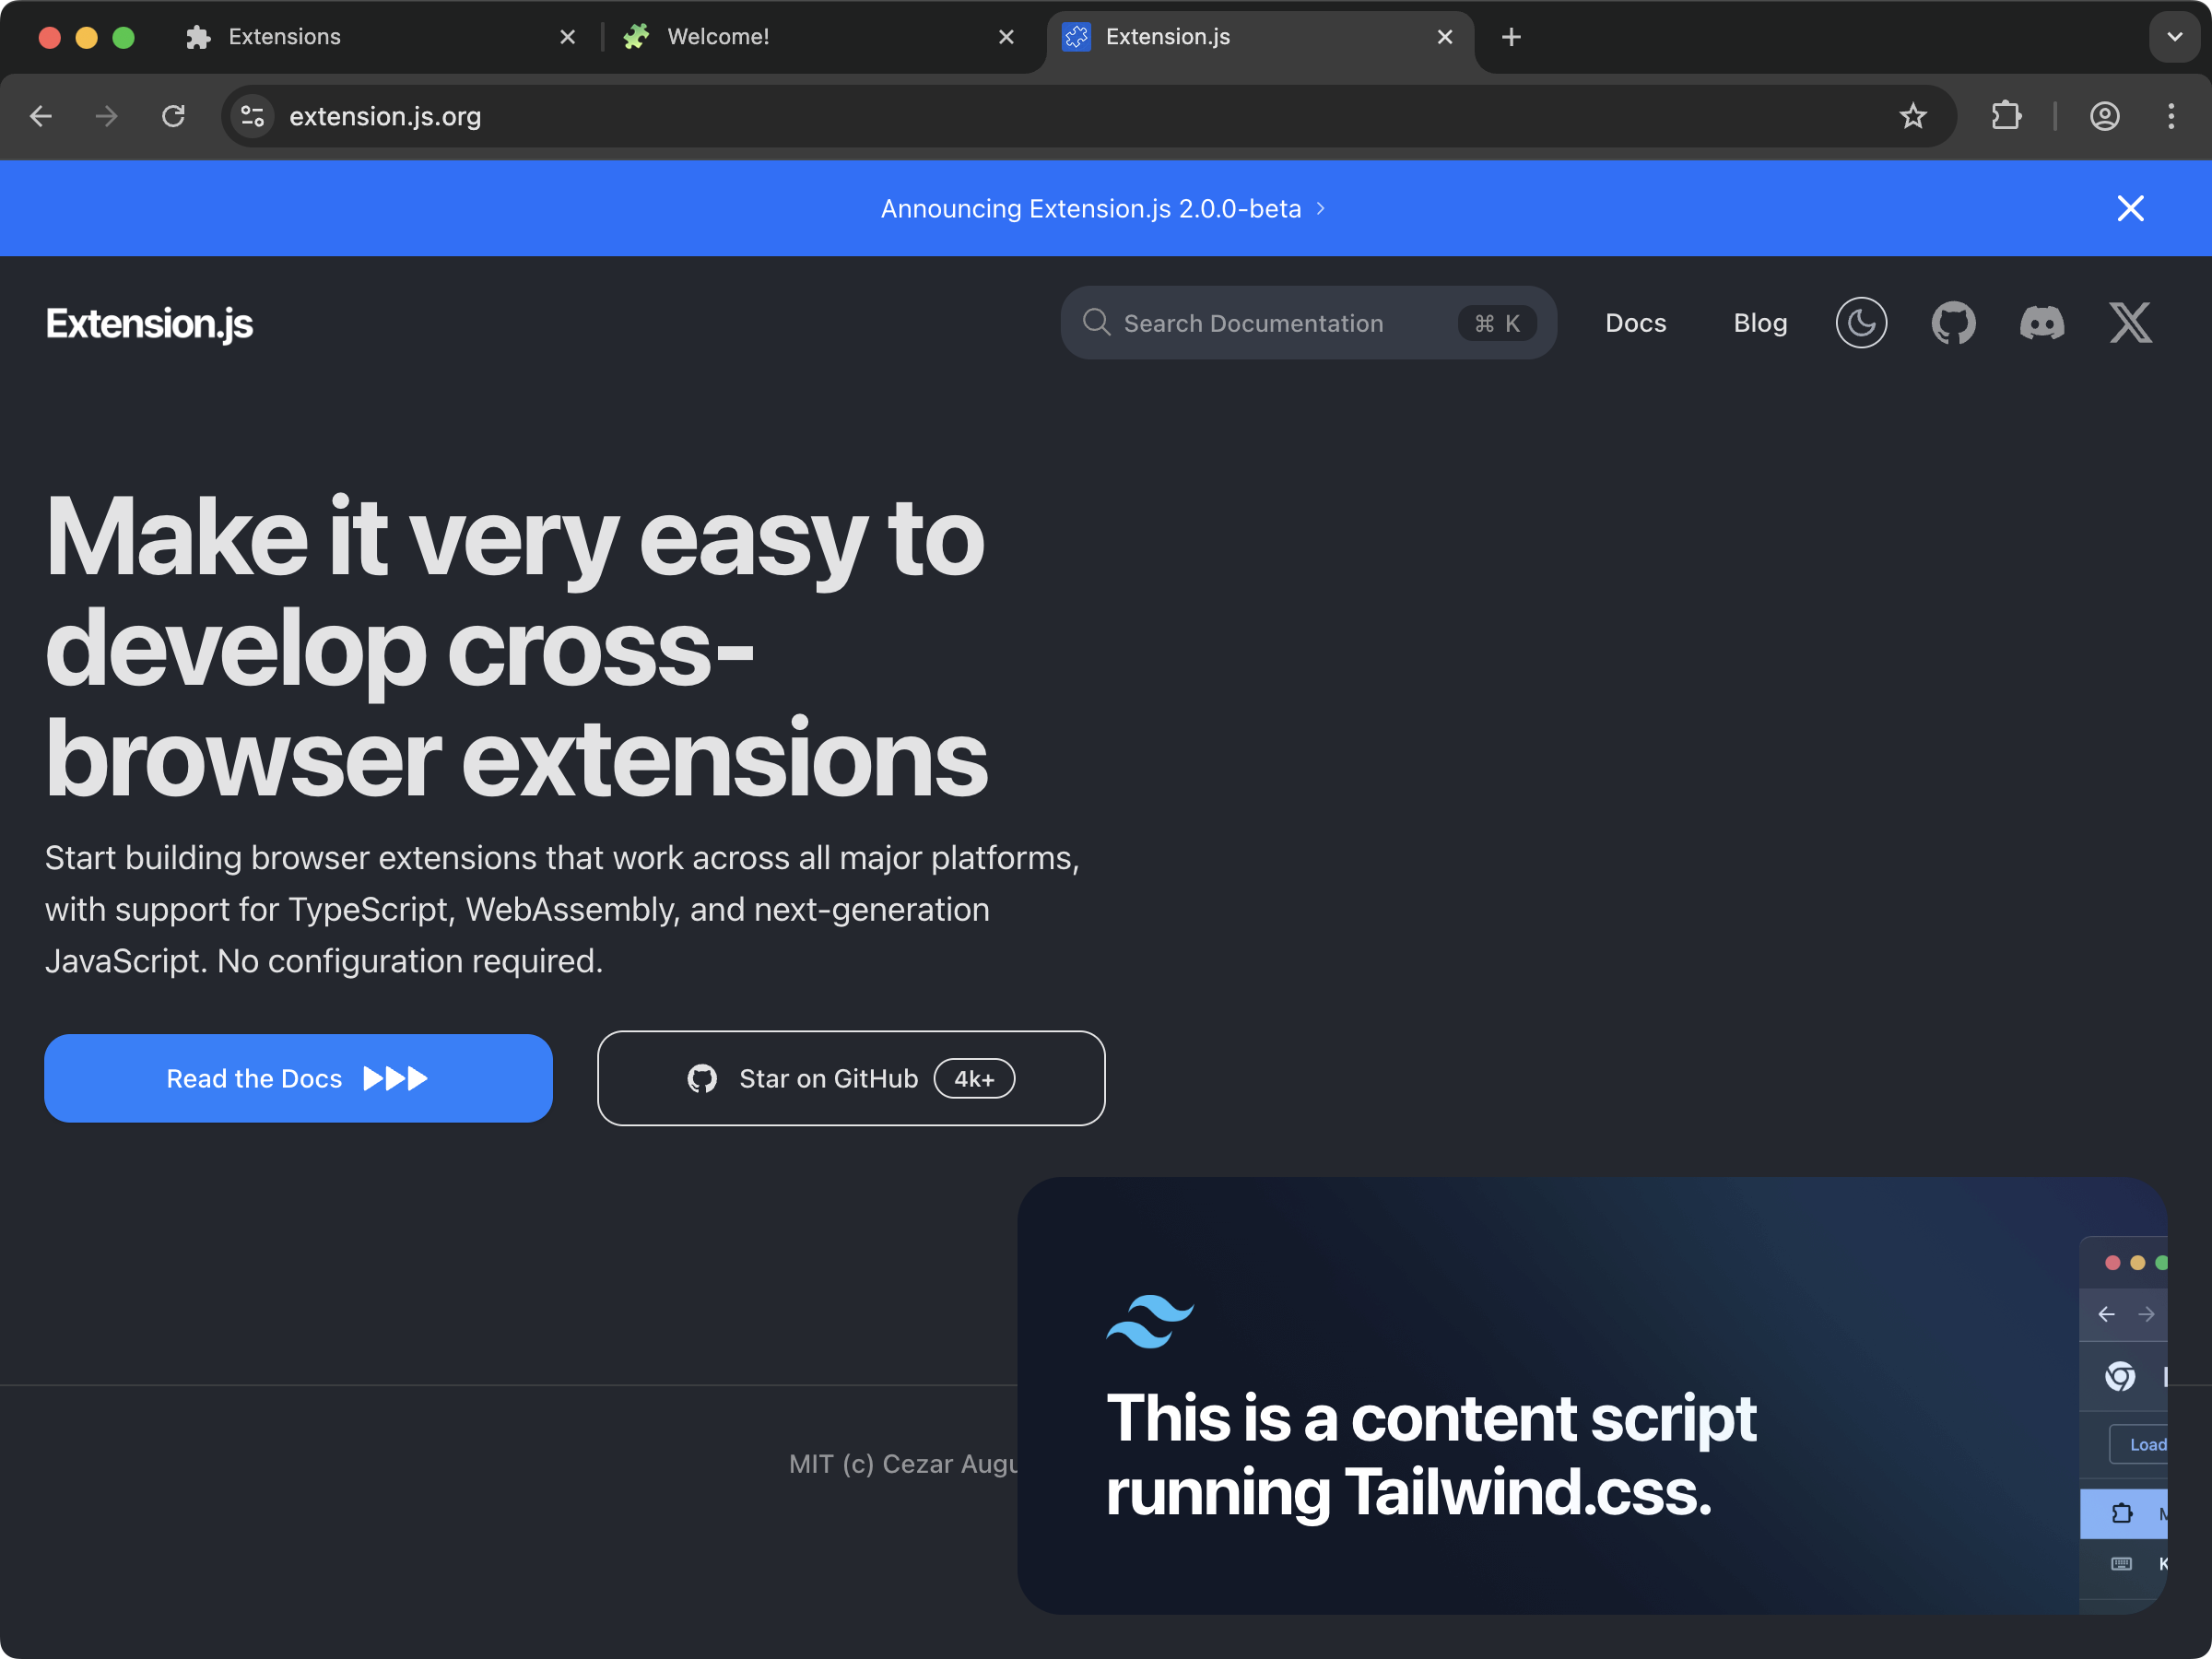 Extensions
Welcome!
Extension.js
extension.js.org
Announcing Extension.js 2.0.0-beta
Extension.js
Search Documentation
⌘ K
Docs
Blog
Make it very easy to
develop cross-
browser extensions
Start building browser extensions that work across all major platforms,
with support for TypeScript, WebAssembly, and next-generation
JavaScript. No configuration required.
Read the Docs
Star on GitHub
4k+
MIT (c) Cezar
This is a content script
running Tailwind.css.
Load